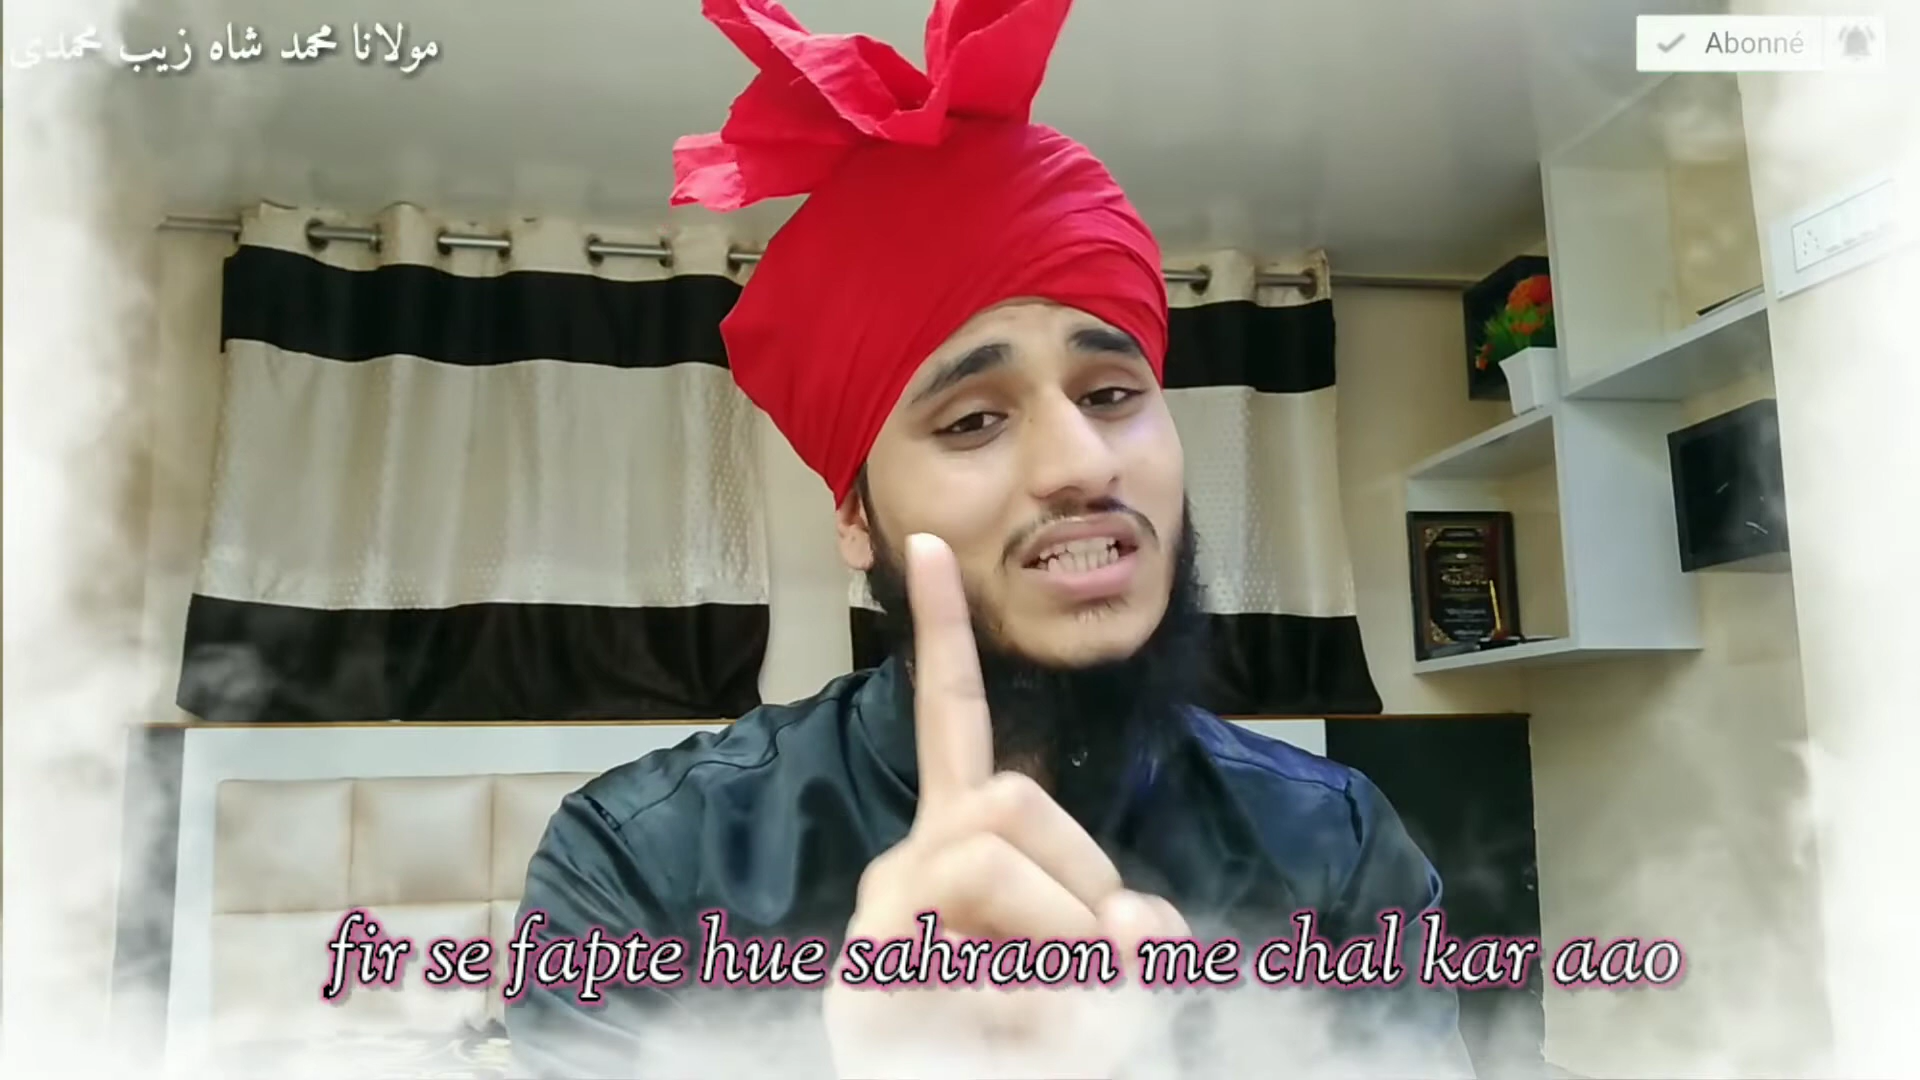 مولانا محمد شاہ زیب محمدی
Abonné
fir se fapte hue sahraon me chal kar aao